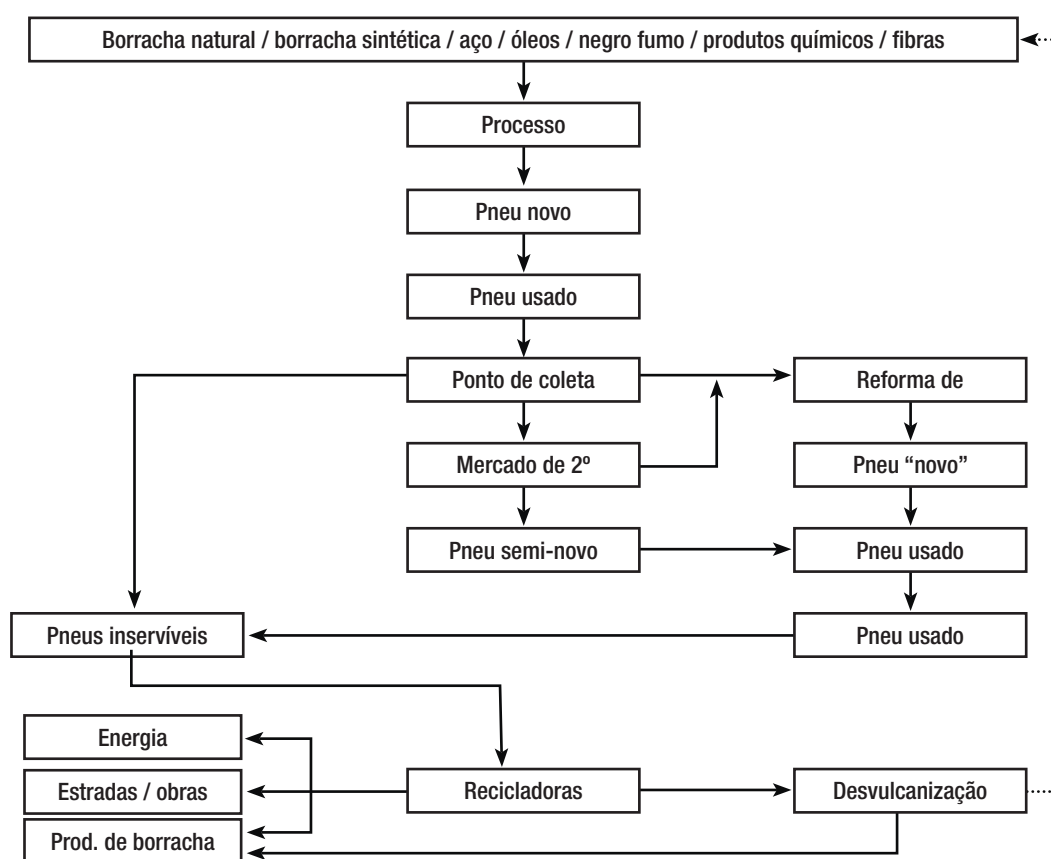 Borracha natural / borracha sintética / aço / óleos / negro fumo / produtos químicos / fibras
Processo
Pneu novo
Pneu usado
Ponto de coleta
Reforma de
Mercado de 2º
Pneu “novo”
Pneu semi-novo
Pneu usado
Pneus inservíveis
Pneu usado
Energia
Estradas / obras
Recicladoras
Desvulcanização
Prod. de borracha